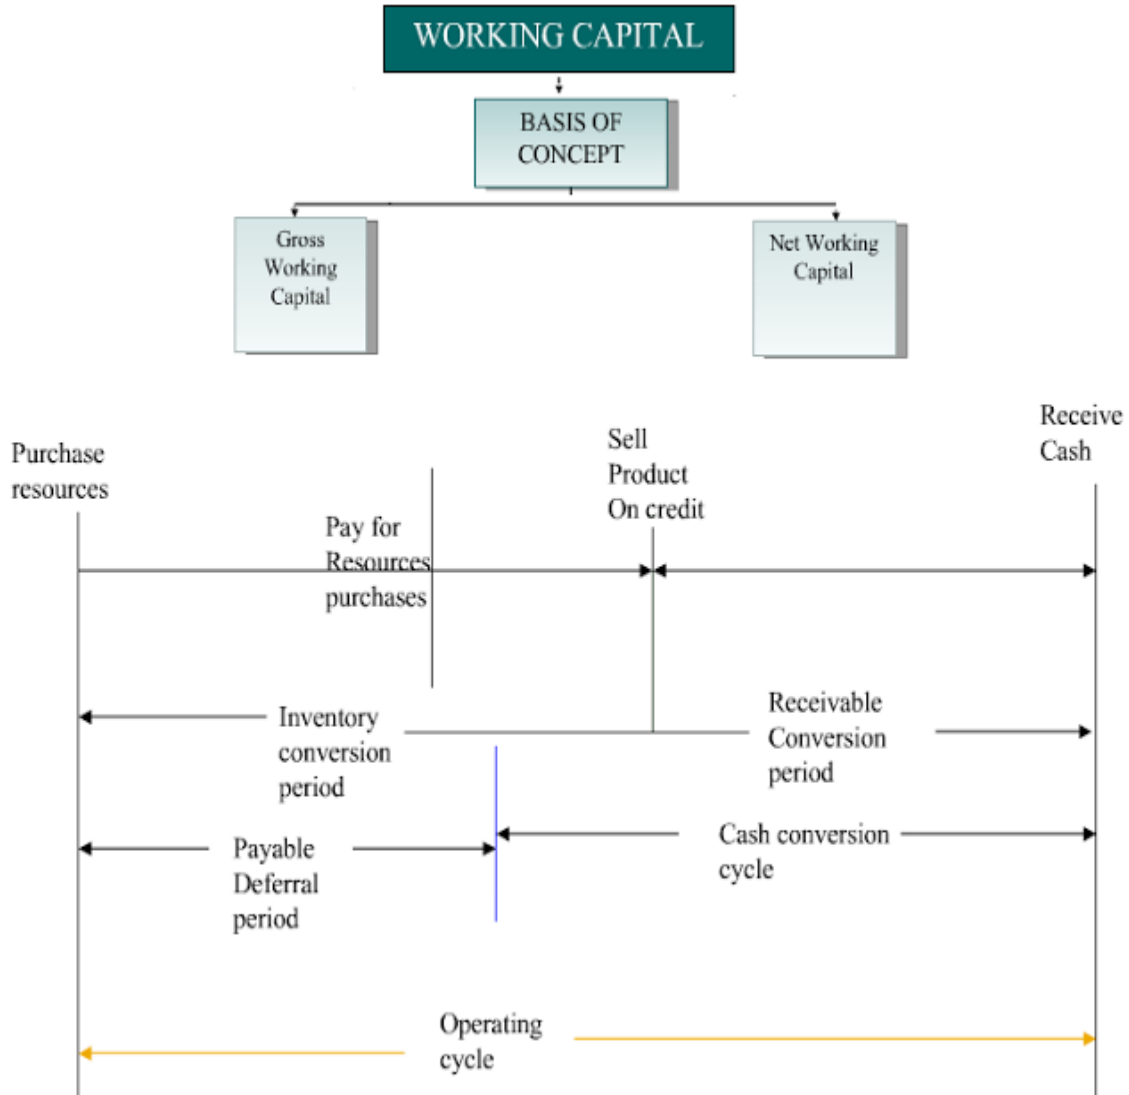 WORKING CAPITAL
BASIS OF
CONCEPT
Gross
Working
Capital
Net Working
Capital
Purchase
resources
Pay for
Resources
purchases
Sell
Product
On credit
Receive
Cash
Inventory
conversion
period
Receivable
Conversion
period
Payable
Deferral
period
Cash conversion
cycle
Operating
cycle